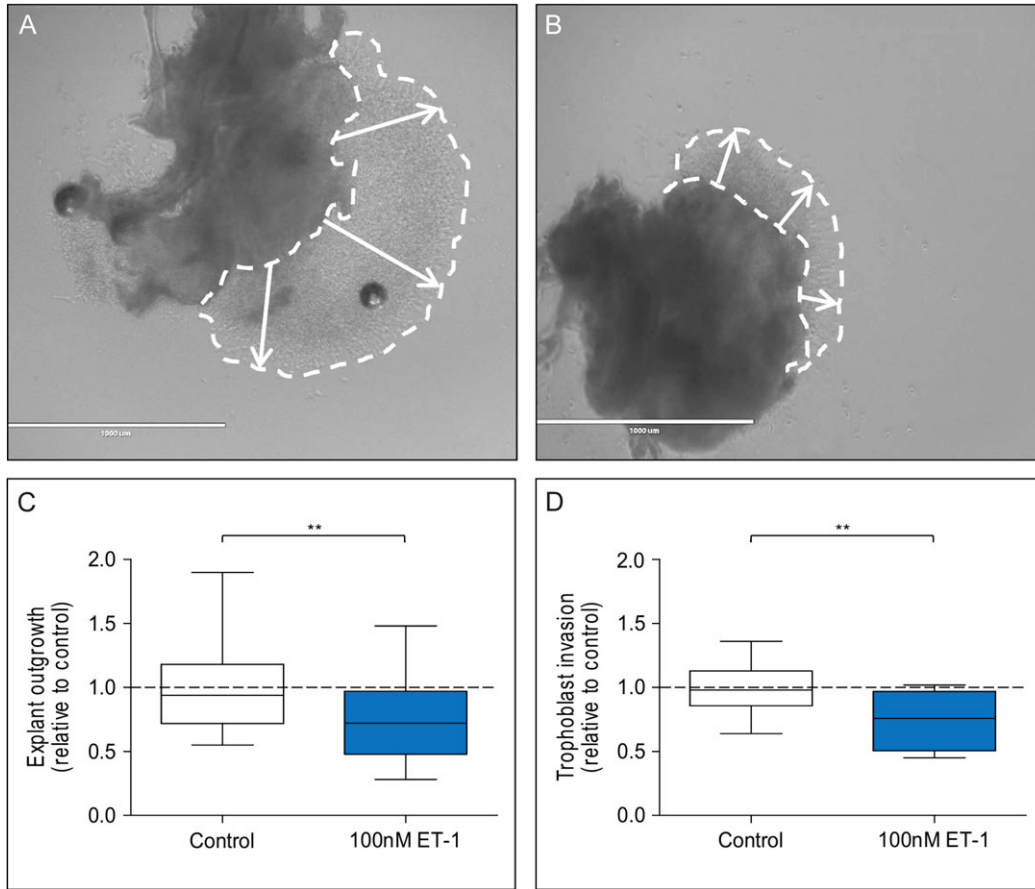 A
1000 um
B
1000 um
C
**
Explant outgrowth
(relative to control)
2.0
1.5
1.0
0.5
0.0
Control
100nM ET-1
D
**
Trophoblast invasion
(relative to control)
2.0
1.5
1.0
0.5
0.0
Control
100nM ET-1